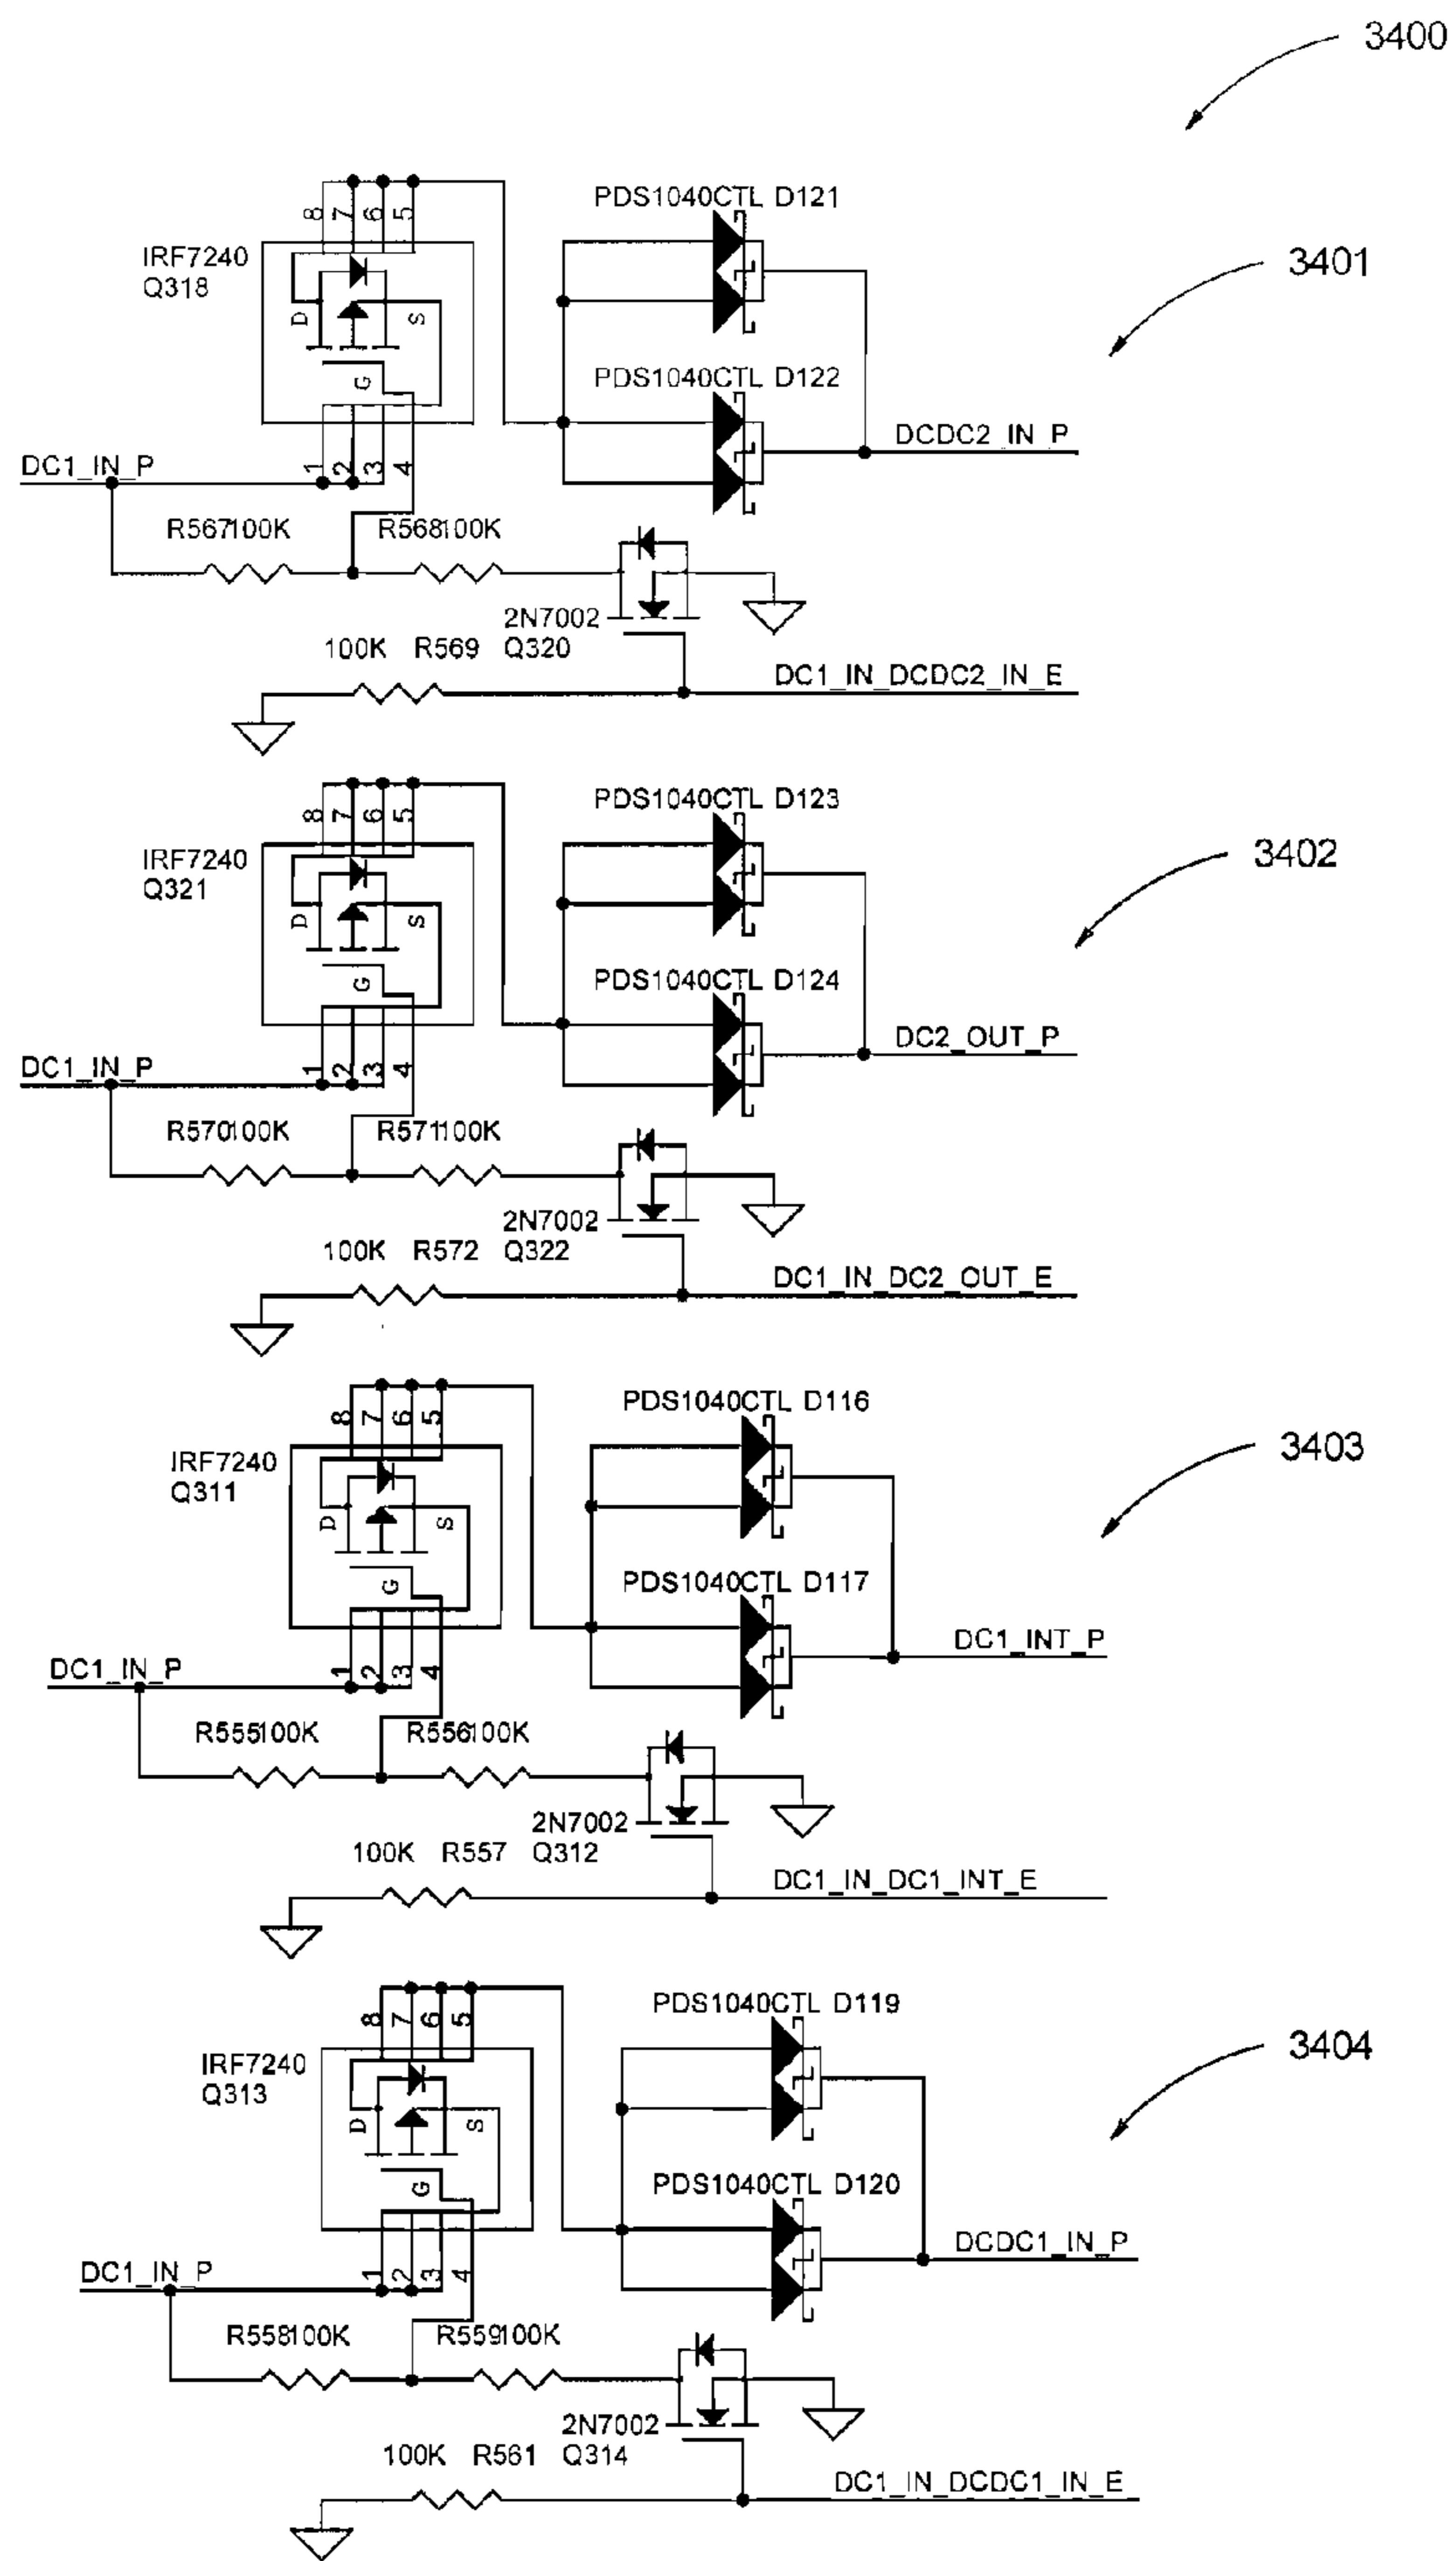 3400
3401
PDS1040CTL D121
8 7 6 5
IRF7240
Q318
D S
G
PDS1040CTL D122
DCDC2_IN_P
DC1_IN_P
1 2 3 4
R567100K R568100K
2N7002
100K R569 Q320
DC1_IN_DCDC2_IN_E
3402
PDS1040CTL D123
8 7 6 5
IRF7240
Q321
D S
G
PDS1040CTL D124
DC2_OUT_P
DC1_IN_P
1 2 3 4
R570100K R571100K
2N7002
100K R572 Q322
DC1_IN_DC2_OUT_E
3403
PDS1040CTL D116
8 7 6 5
IRF7240
Q311
D S
G
PDS1040CTL D117
DC1_INT_P
DC1_IN_P
1 2 3 4
R555100K R556100K
2N7002
100K R557 Q312
DC1_IN_DC1_INT_E
3404
PDS1040CTL D119
8 7 6 5
IRF7240
Q313
D S
G
PDS1040CTL D120
DCDC1_IN_P
DC1_IN_P
1 2 3 4
R558100K R559100K
2N7002
100K R561 Q314
DC1_IN_DCDC1_IN_E